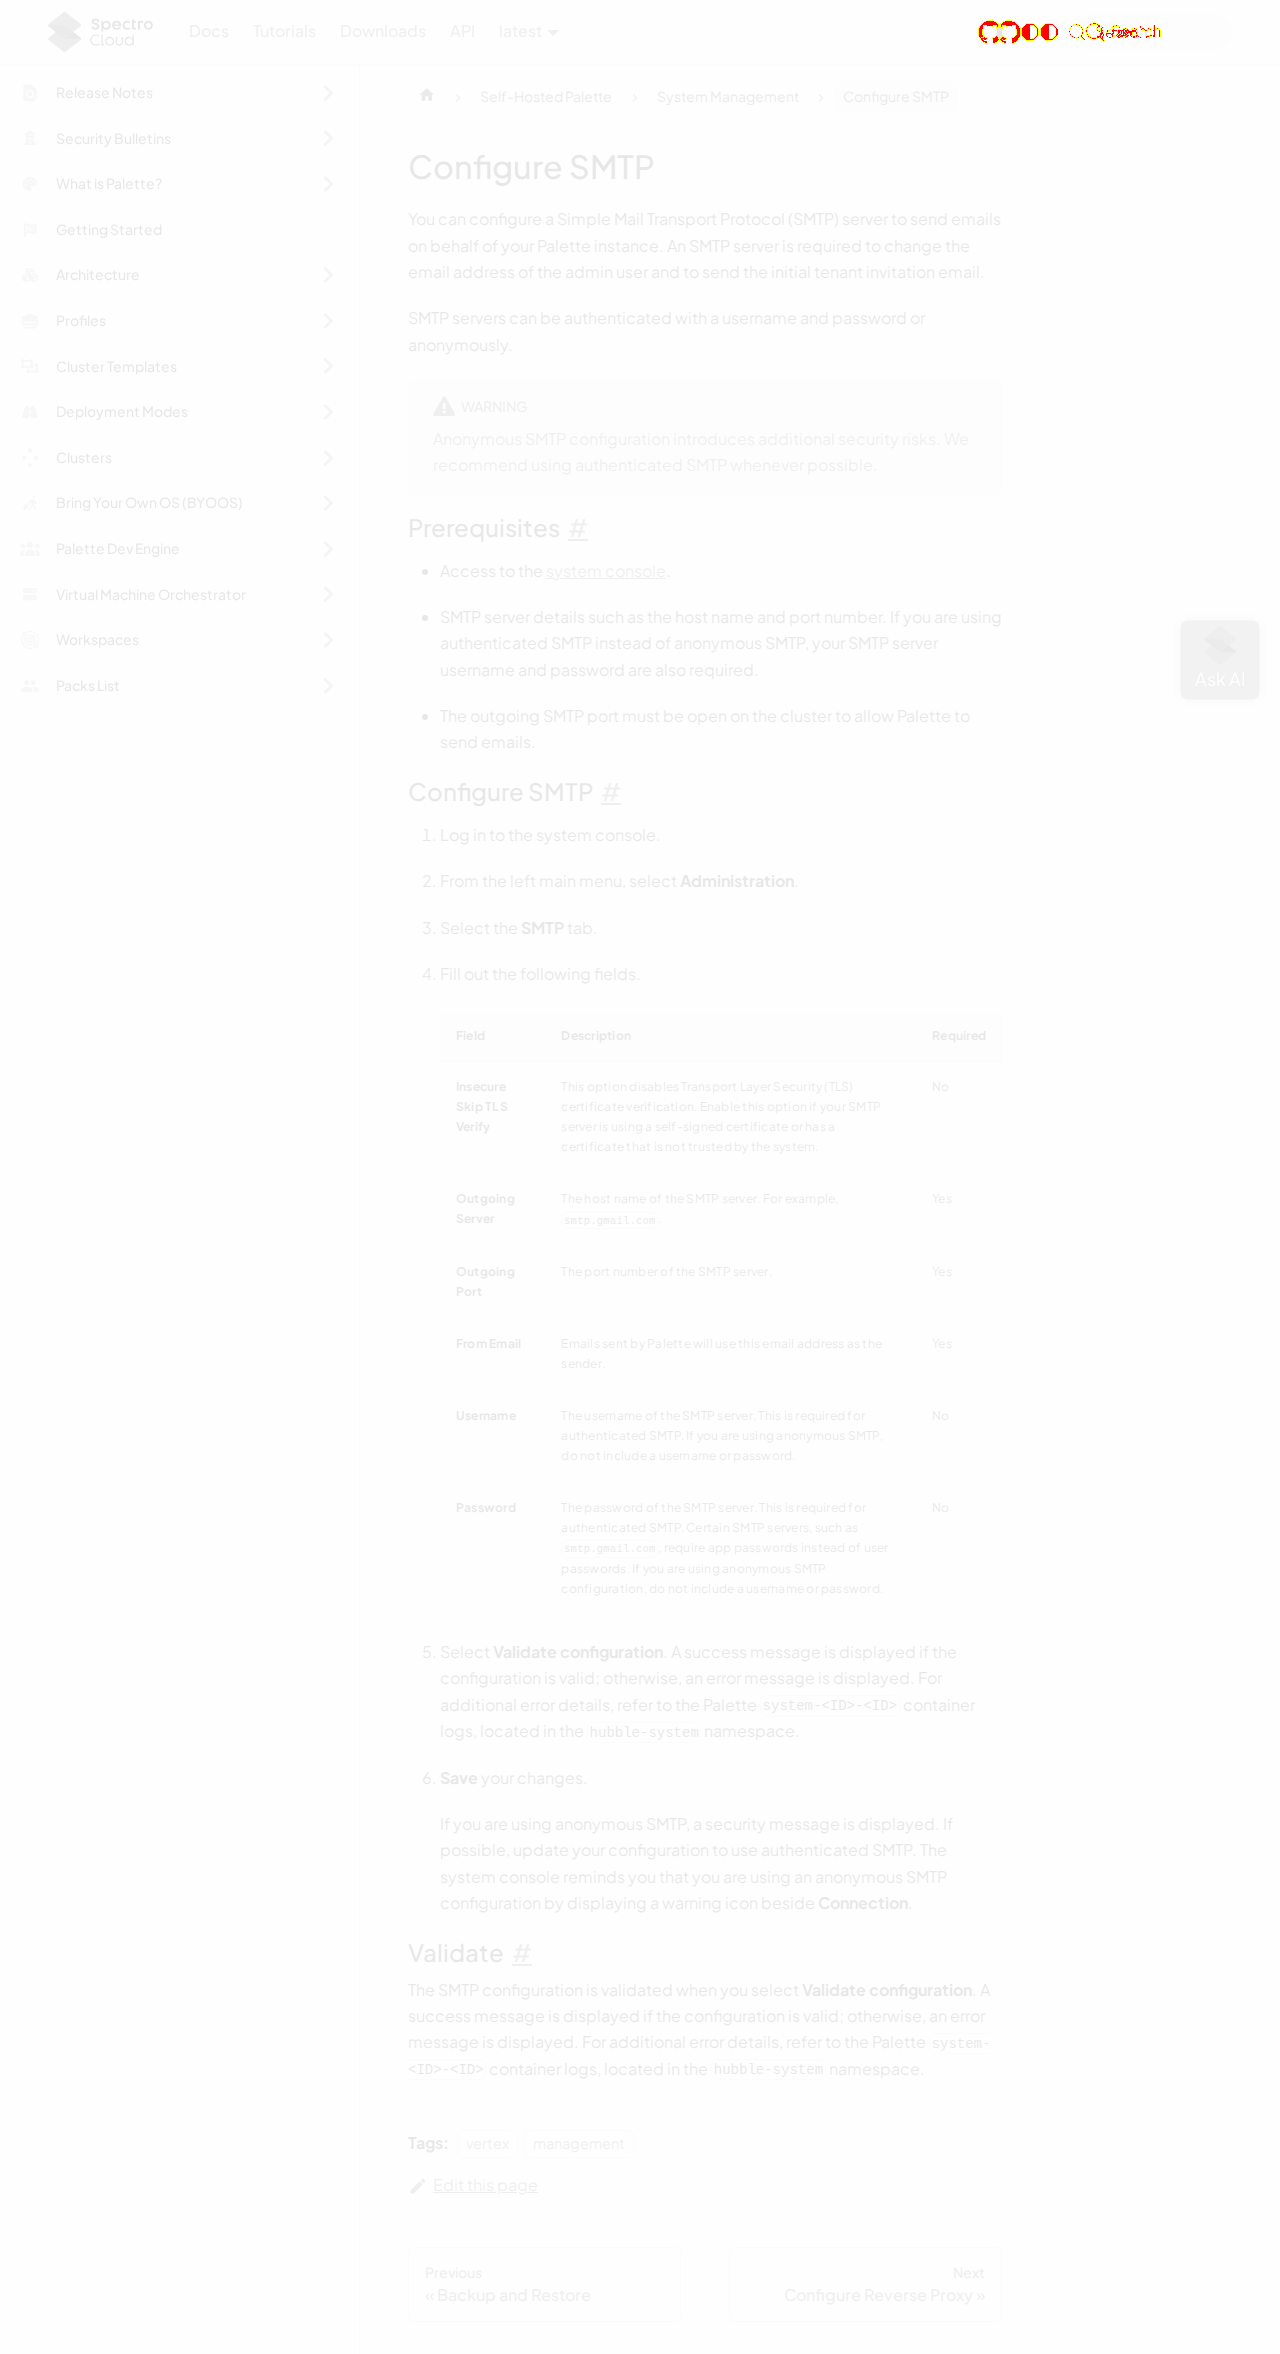 Spectro
Cloud
Docs
Tutorials
Downloads
API
latest
Release Notes
Security Bulletins
What is Palette?
Getting Started
Architecture
Profiles
Cluster Templates
Deployment Modes
Clusters
Bring Your Own OS (BYOOS)
Palette Dev Engine
Virtual Machine Orchestrator
Workspaces
Packs List
Self-Hosted Palette
System Management
Configure SMTP
Configure SMTP
You can configure a Simple Mail Transport Protocol (SMTP) server to send emails
on behalf of your Palette instance. An SMTP server is required to change the
email address of the admin user and to send the initial tenant invitation email.
SMTP servers can be authenticated with a username and password or
anonymously.
WARNING
Anonymous SMTP configuration introduces additional security risks. We
recommend using authenticated SMTP whenever possible.
Prerequisites #
• Access to the system console.
• SMTP server details such as the host name and port number. If you are using
authenticated SMTP instead of anonymous SMTP, your SMTP server
username and password are also required.
• The outgoing SMTP port must be open on the cluster to allow Palette to
send emails.
Configure SMTP #
1. Log in to the system console.
2. From the left main menu, select Administration.
3. Select the SMTP tab.
4. Fill out the following fields.
Field Description Required
Insecure Skip TLS Verify
This option disables Transport Layer Security (TLS)
certificate verification. Enable this option if your SMTP
server is using a self-signed certificate or has a
certificate that is not trusted by the system.
No
Outgoing Server
The host name of the SMTP server. For example,
smtp.gmail.com.
Yes
Outgoing Port
The port number of the SMTP server.
Yes
From Email
Emails sent by Palette will use this email address as the
sender.
Yes
Username
The username of the SMTP server. This is required for
authenticated SMTP. If you are using anonymous SMTP,
do not include a username or password.
No
Password
The password of the SMTP server. This is required for
authenticated SMTP. Certain SMTP servers, such as
smtp.gmail.com, require app passwords instead of user
passwords. If you are using anonymous SMTP
configuration, do not include a username or password.
No
5. Select Validate configuration. A success message is displayed if the
configuration is valid; otherwise, an error message is displayed. For
additional error details, refer to the Palette system-<ID>-<ID> container
logs, located in the hubble-system namespace.
6. Save your changes.
If you are using anonymous SMTP, a security message is displayed. If
possible, update your configuration to use authenticated SMTP. The
system console reminds you that you are using an anonymous SMTP
configuration by displaying a warning icon beside Connection.
Validate #
The SMTP configuration is validated when you select Validate configuration. A
success message is displayed if the configuration is valid; otherwise, an error
message is displayed. For additional error details, refer to the Palette system-
<ID>-<ID> container logs, located in the hubble-system namespace.
Tags: vertex management
Edit this page
Previous
« Backup and Restore
Next
Configure Reverse Proxy »
Ask AI